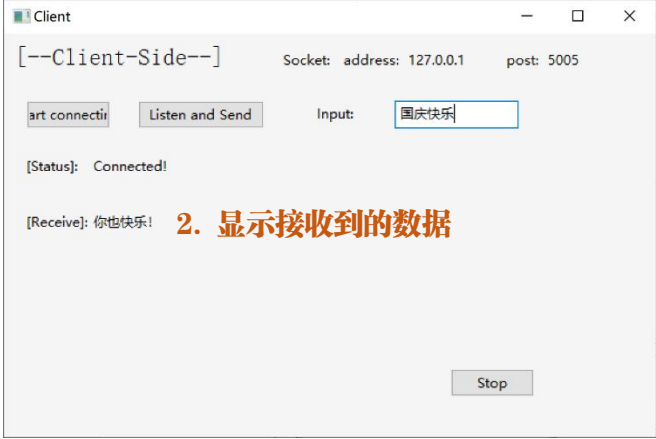 Client
[--Client-Side--] Socket: address: 127.0.0.1 post: 5005
art connectin Listen and Send Input: 国庆快乐
[Status]: Connected!
[Receive]: 你也快乐! 2. 显示接收到的数据
Stop